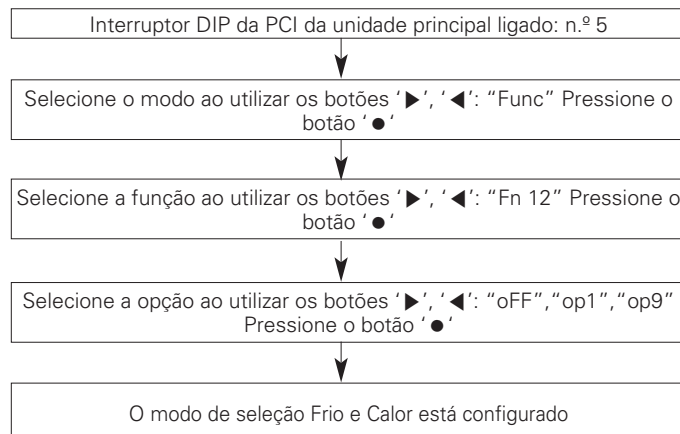 Interruptor DIP da PCI da unidade principal ligado: n.º 5
Selecione o modo ao utilizar os botões ‘▶’, ‘◀’: “Func” Pressione o
botão ‘●‘
Selecione a função ao utilizar os botões ‘▶’, ‘◀’: “Fn 12” Pressione o
botão ‘●‘
Selecione a opção ao utilizar os botões ‘▶’, ‘◀’: “oFF”,“op1”,“op9”
Pressione o botão ‘●‘
O modo de seleção Frio e Calor está configurado